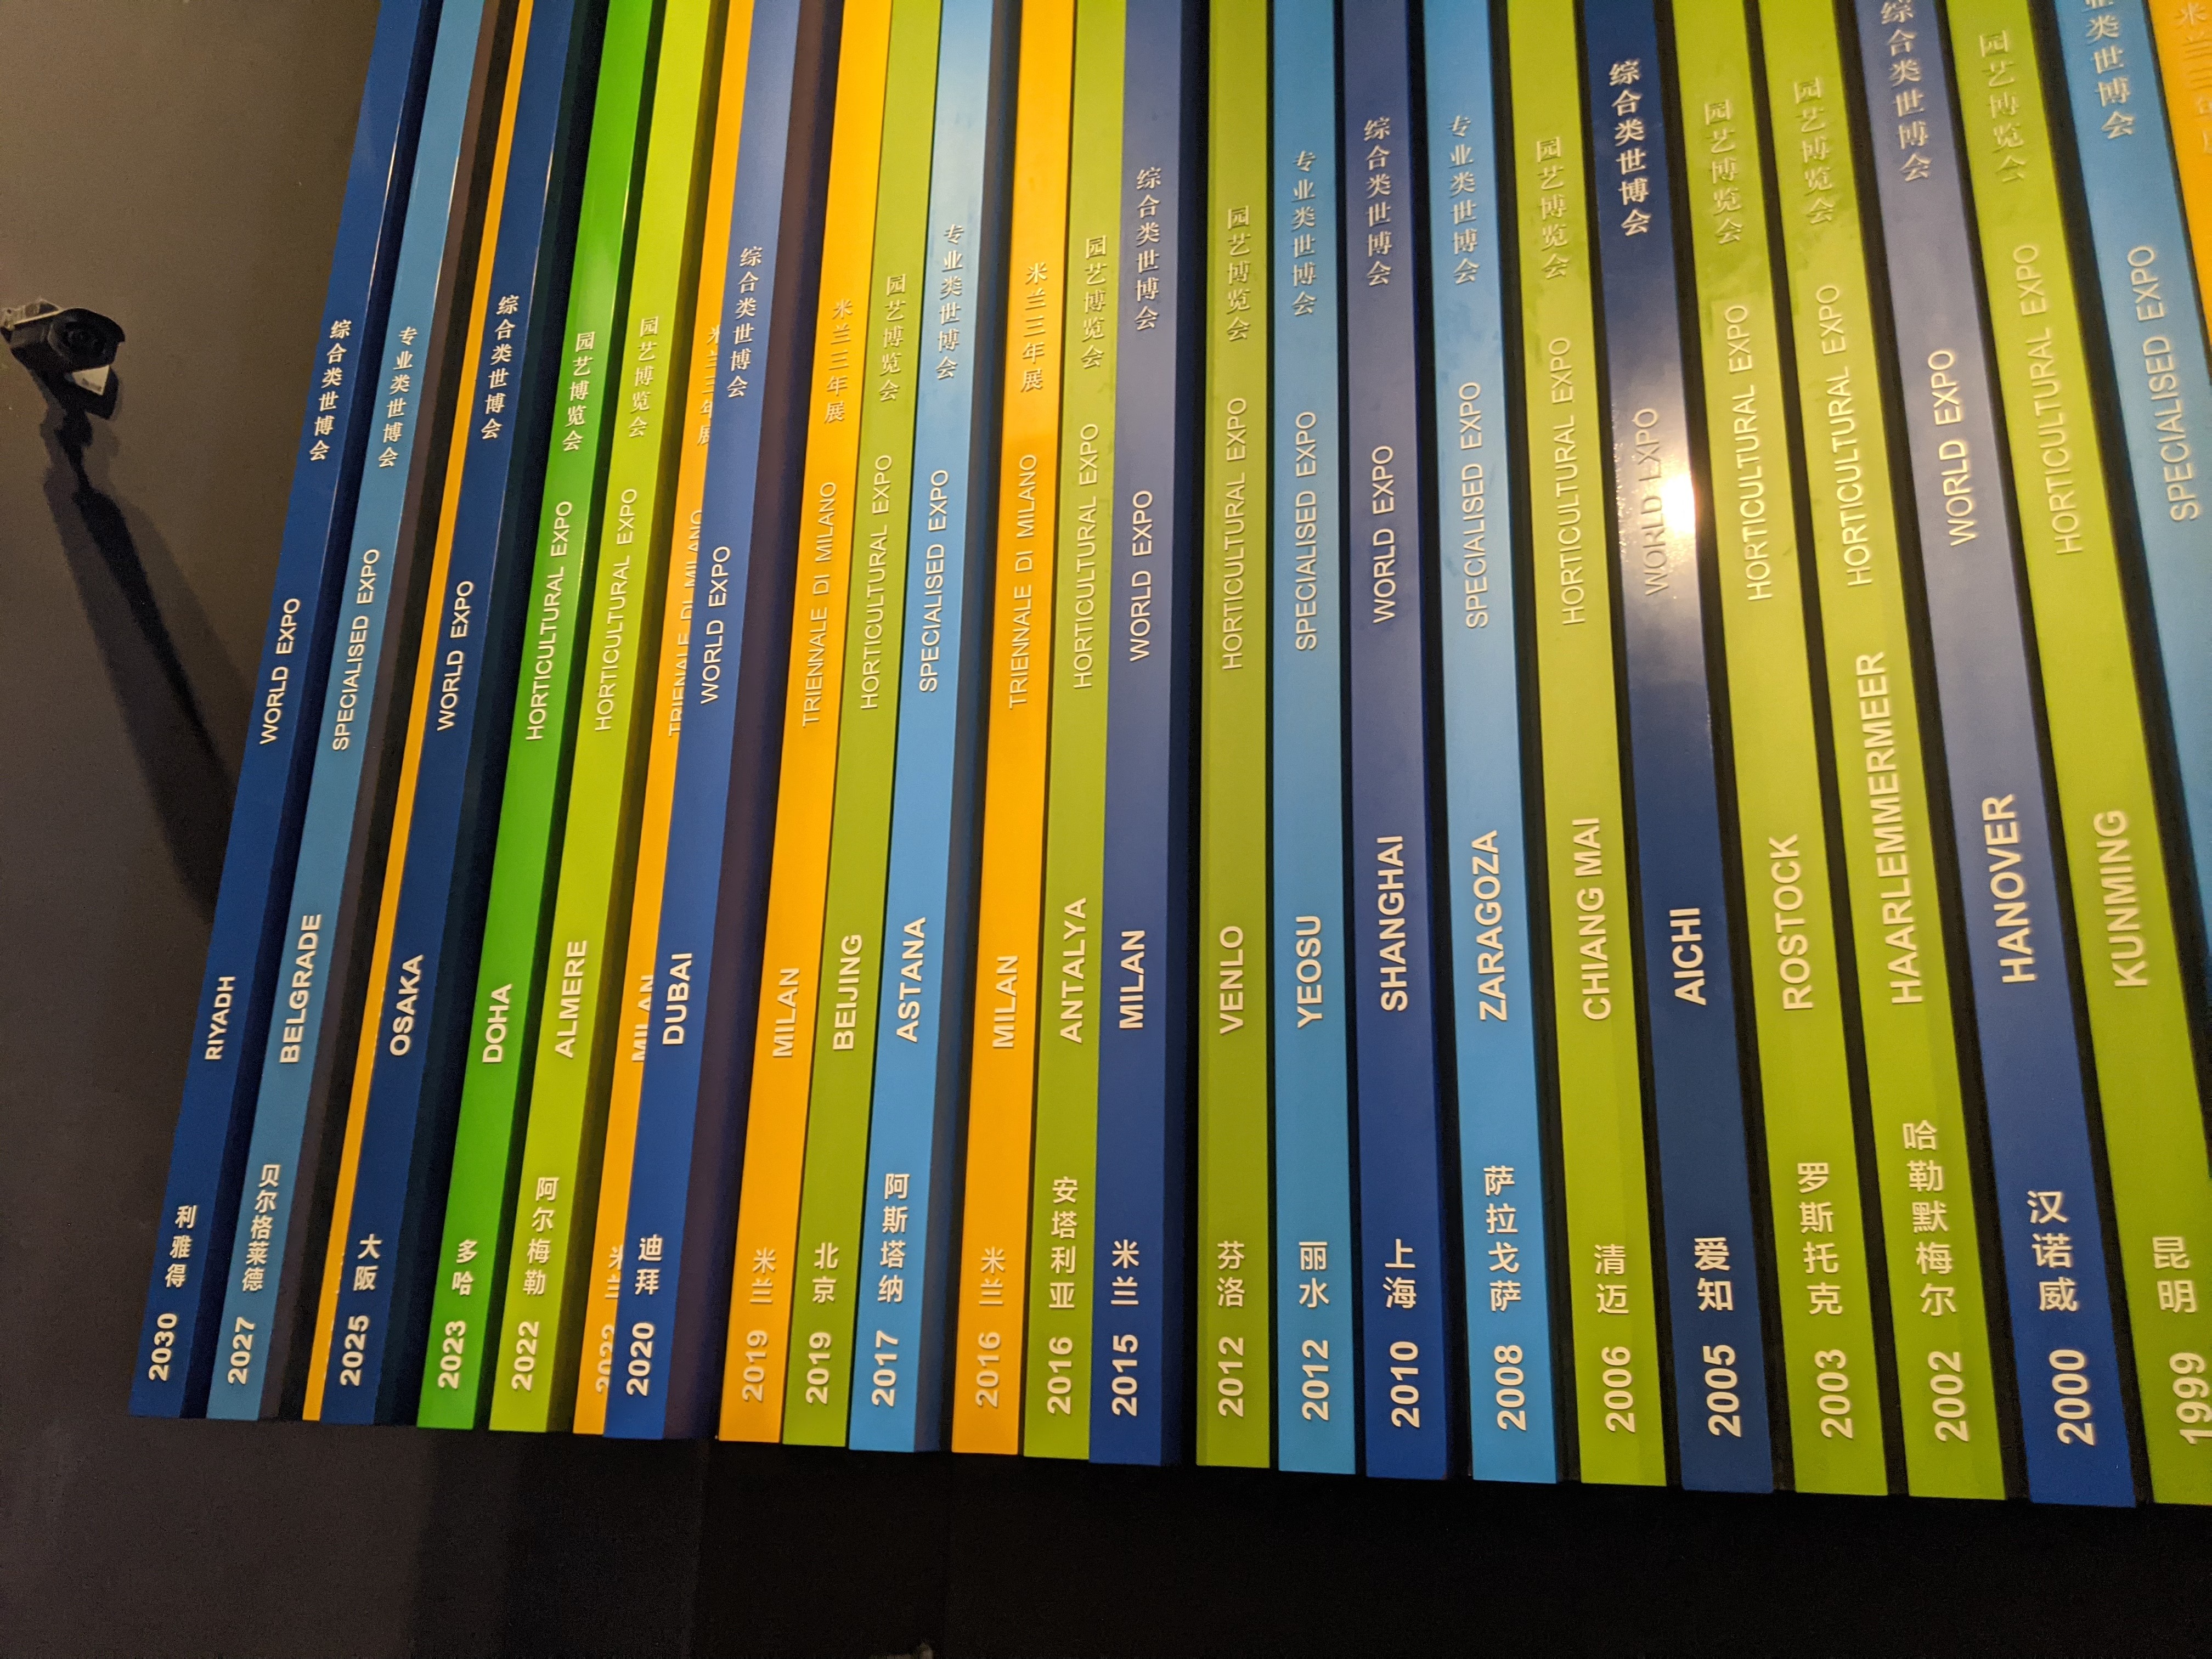 2030 利雅得 RIYADH WORLD EXPO 综合类世博会
2027 贝尔格莱德 BELGRADE SPECIALISED EXPO 专业类世博会
2025 大阪 OSAKA WORLD EXPO 综合类世博会
2023 多哈 DOHA HORTICULTURAL EXPO 园艺博览会
2022 阿尔梅勒 ALMERE HORTICULTURAL EXPO 园艺博览会
2022 米兰 MILAN TRIENNALE DI MILANO 米兰三年展
2020 迪拜 DUBAI WORLD EXPO 综合类世博会
2019 米兰 MILAN TRIENNALE DI MILANO 米兰三年展
2019 北京 BEIJING HORTICULTURAL EXPO 园艺博览会
2017 阿斯塔纳 ASTANA SPECIALISED EXPO 专业类世博会
2016 米兰 MILAN TRIENNALE DI MILANO 米兰三年展
2016 安塔利亚 ANTALYA HORTICULTURAL EXPO 园艺博览会
2015 米兰 MILAN WORLD EXPO 综合类世博会
2012 芬洛 VENLO HORTICULTURAL EXPO 园艺博览会
2012 丽水 YEOSU SPECIALISED EXPO 专业类世博会
2010 上海 SHANGHAI WORLD EXPO 综合类世博会
2008 萨拉戈萨 ZARAGOZA SPECIALISED EXPO 专业类世博会
2006 清迈 CHIANG MAI HORTICULTURAL EXPO 园艺博览会
2005 爱知 AICHI WORLD EXPO 综合类世博会
2003 罗斯托克 ROSTOCK HORTICULTURAL EXPO 园艺博览会
2002 哈勒默梅尔 HAARLEMMERMEER HORTICULTURAL EXPO 园艺博览会
2000 汉诺威 HANOVER WORLD EXPO 综合类世博会
1999 昆明 KUNMING HORTICULTURAL EXPO 园艺博览会
SPECIALISED EXPO 业类世博会
米兰三年展